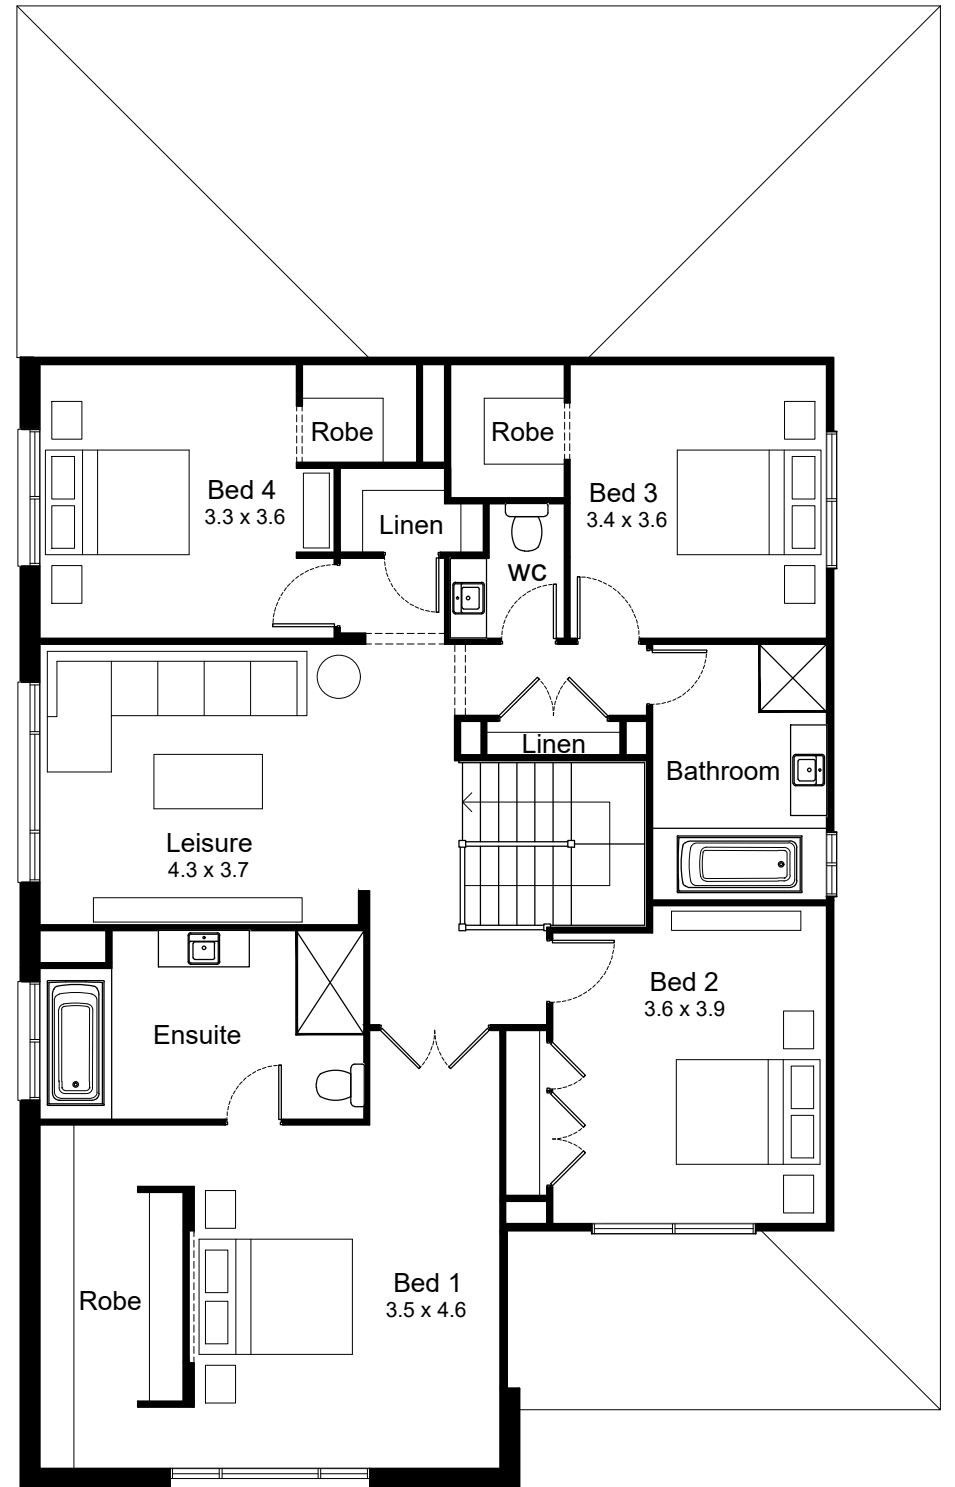 Robe
Robe
Bed 4
3.3 x 3.6
Bed 3
3.4 x 3.6
Linen
WC
Linen
Bathroom
Leisure
4.3 x 3.7
Bed 2
3.6 x 3.9
Ensuite
Bed 1
3.5 x 4.6
Robe